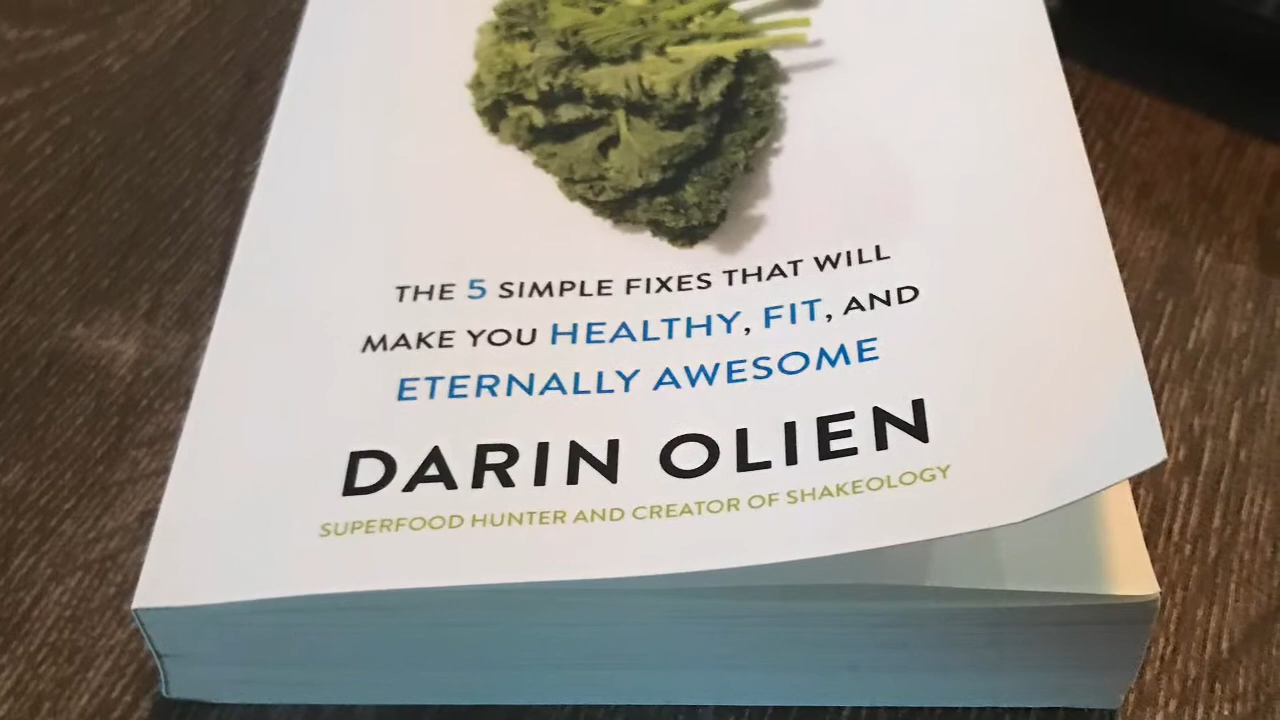 THE 5 SIMPLE FIXES THAT WILL
MAKE YOU HEALTHY, FIT, AND
ETERNALLY AWESOME
DARIN OLIEN
SUPERFOOD HUNTER AND CREATOR OF SHAKEOLOGY